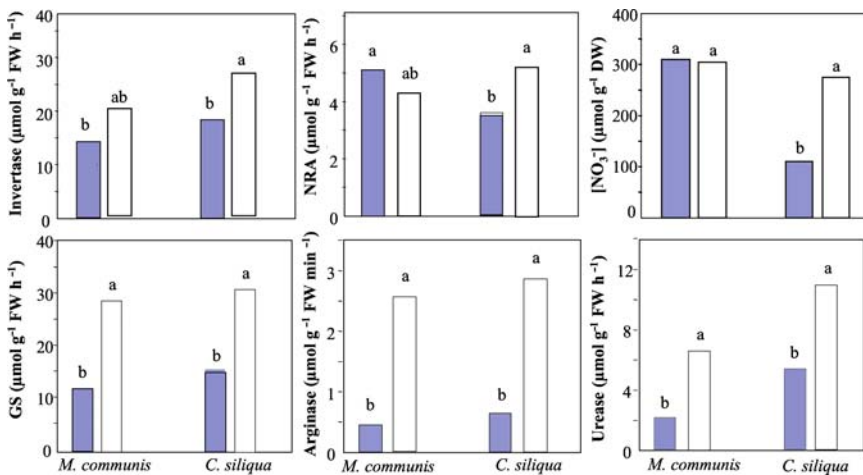 Invertase (µmol g⁻¹ FW h⁻¹)
40
30
20
10
0
b
ab
b
a
NRA (µmol g⁻¹ FW h⁻¹)
6
4
2
0
a
ab
b
a
[NO₃⁻] (µmol g⁻¹ DW)
400
300
200
100
0
a
a
b
a
GS (µmol g⁻¹ FW h⁻¹)
40
30
20
10
0
b
a
b
a
M. communis
C. siliqua
Arginase (µmol g⁻¹ FW min⁻¹)
3
2
1
0
b
a
b
a
M. communis
C. siliqua
Urease (µmol g⁻¹ FW h⁻¹)
12
8
4
0
b
a
b
a
M. communis
C. siliqua